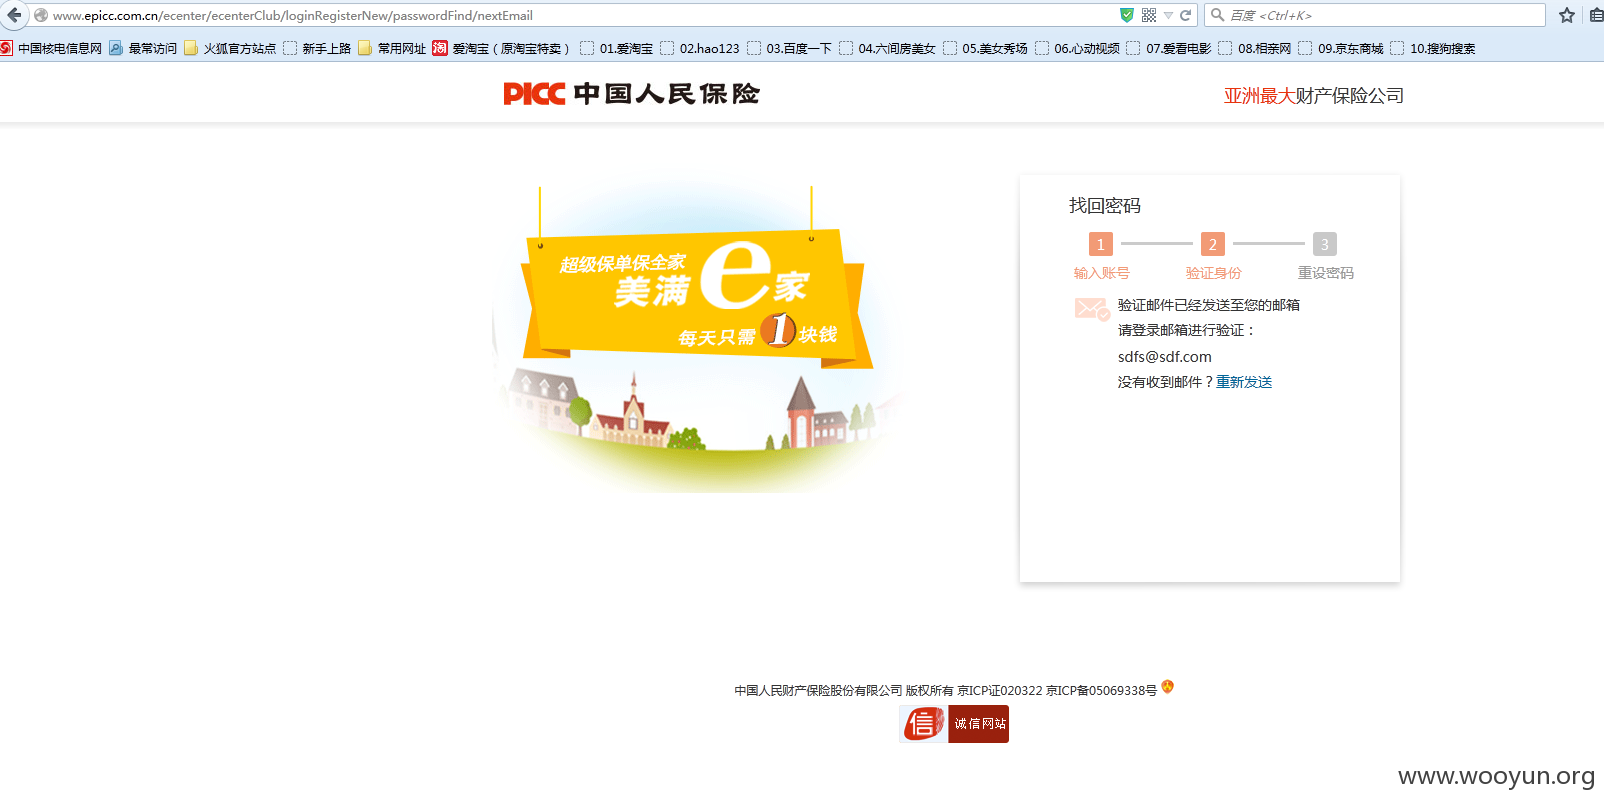 www.epicc.com.cn/ecenter/ecenterClub/loginRegisterNew/passwordFind/nextEmail
百度 <Ctrl+K>
中国核电信息网 最常访问 火狐官方站点 新手上路 常用网址 淘 爱淘宝（原淘宝特卖） 01.爱淘宝 02.hao123 03.百度一下 04.六间房美女 05.美女秀场 06.心动视频 07.爱看电影 08.相亲网 09.京东商城 10.搜狗搜索
PICC 中国人民保险
亚洲最大财产保险公司
超级保单保全家
美满e家
每天只需1块钱
找回密码
1 2 3
输入账号 验证身份 重设密码
验证邮件已经发送至您的邮箱
请登录邮箱进行验证：
sdfs@sdf.com
没有收到邮件？重新发送
中国人民财产保险股份有限公司 版权所有 京ICP证020322 京ICP备05069338号
信 诚信网站
www.wooyun.org